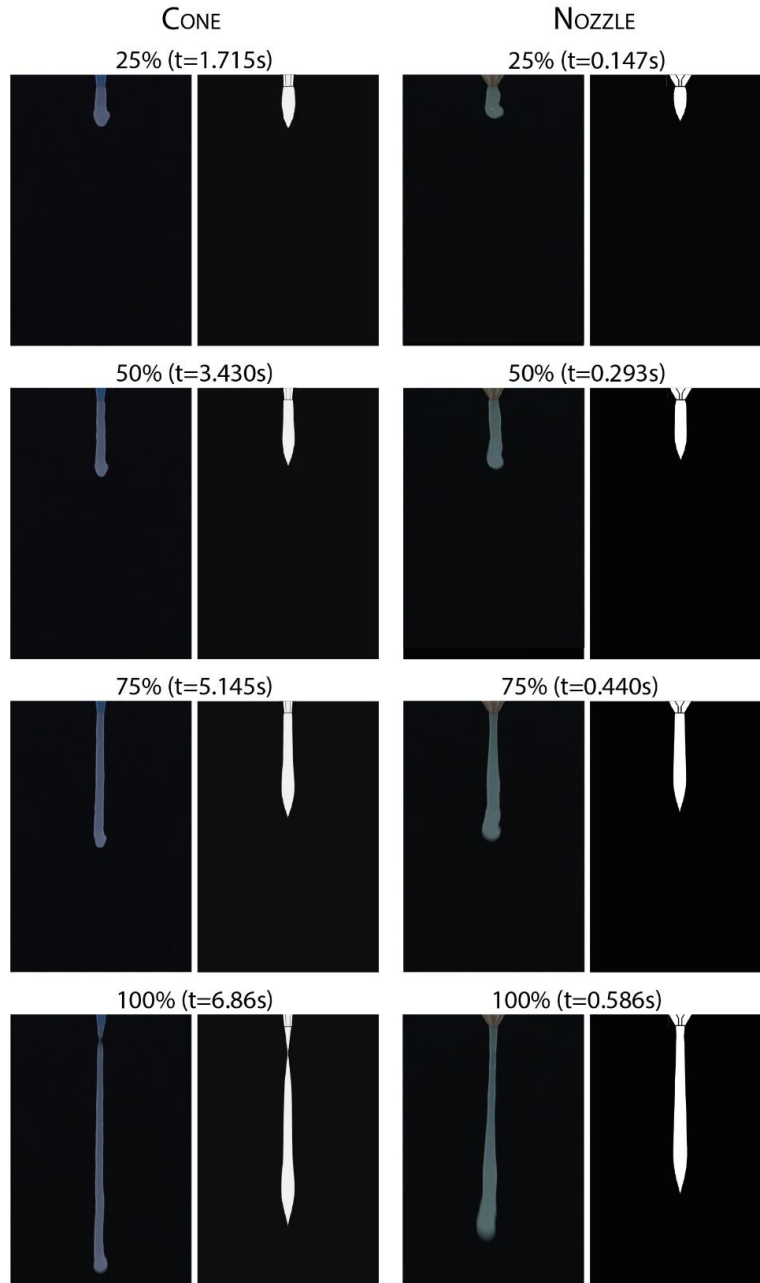 CONE NOZZLE
25% (t=1.715s) 25% (t=0.147s)
50% (t=3.430s) 50% (t=0.293s)
75% (t=5.145s) 75% (t=0.440s)
100% (t=6.86s) 100% (t=0.586s)